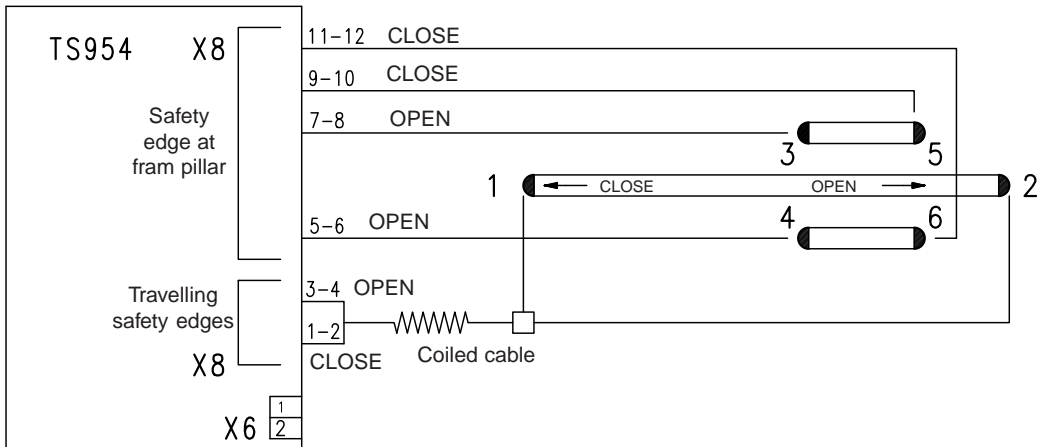 TS954 X8
11-12 CLOSE
9-10 CLOSE
7-8 OPEN
Safety
edge at
fram pillar
3 5
1 CLOSE OPEN 2
4 6
5-6 OPEN
3-4 OPEN
Travelling
safety edges
1-2
CLOSE
Coiled cable
X8
1
X6 2